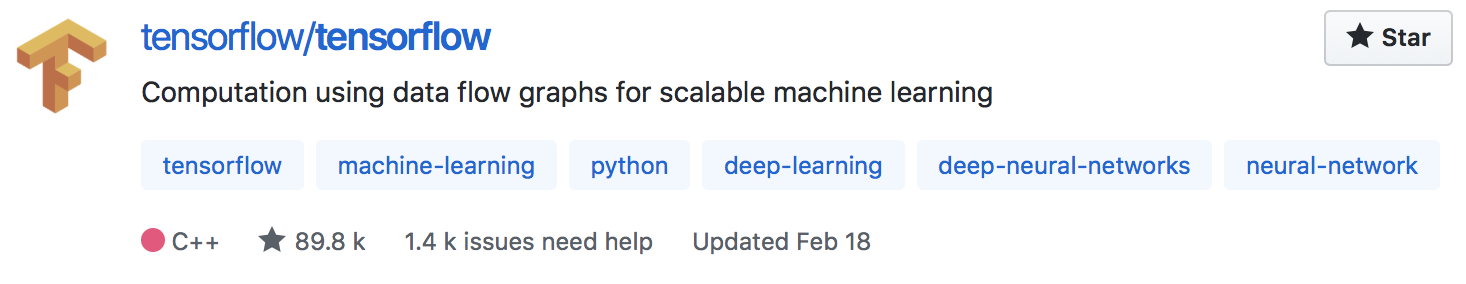 tensorflow/tensorflow
Star
Computation using data flow graphs for scalable machine learning
tensorflow machine-learning python deep-learning deep-neural-networks neural-network
C++ 89.8 k 1.4 k issues need help Updated Feb 18